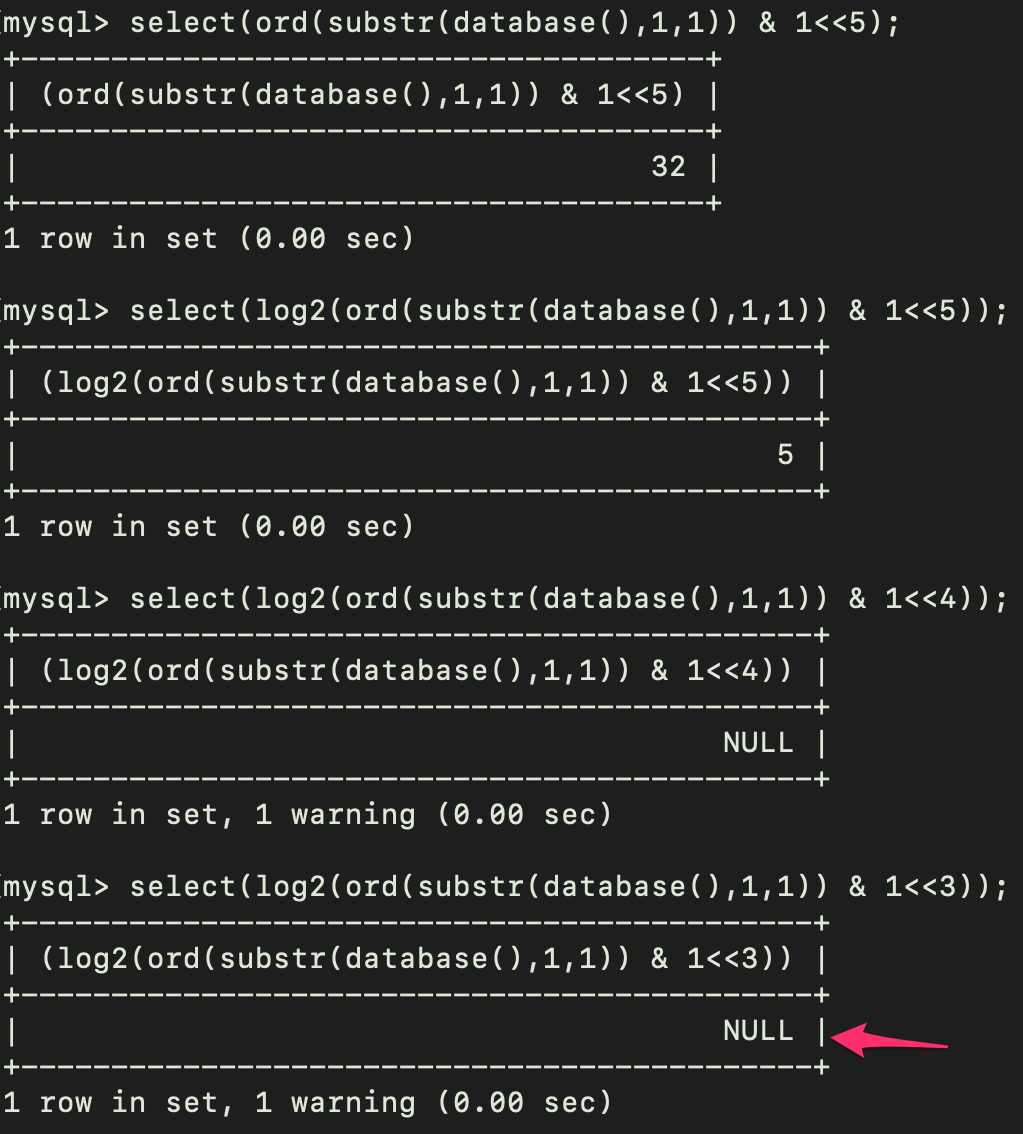 mysql> select(ord(substr(database(),1,1)) & 1<<5);
+--------------------------------------+
| (ord(substr(database(),1,1)) & 1<<5) |
+--------------------------------------+
|                                   32 |
+--------------------------------------+
1 row in set (0.00 sec)

mysql> select(log2(ord(substr(database(),1,1)) & 1<<5));
+--------------------------------------------+
| (log2(ord(substr(database(),1,1)) & 1<<5)) |
+--------------------------------------------+
|                                          5 |
+--------------------------------------------+
1 row in set (0.00 sec)

mysql> select(log2(ord(substr(database(),1,1)) & 1<<4));
+--------------------------------------------+
| (log2(ord(substr(database(),1,1)) & 1<<4)) |
+--------------------------------------------+
|                                       NULL |
+--------------------------------------------+
1 row in set, 1 warning (0.00 sec)

mysql> select(log2(ord(substr(database(),1,1)) & 1<<3));
+--------------------------------------------+
| (log2(ord(substr(database(),1,1)) & 1<<3)) |
+--------------------------------------------+
|                                       NULL |
+--------------------------------------------+
1 row in set, 1 warning (0.00 sec)